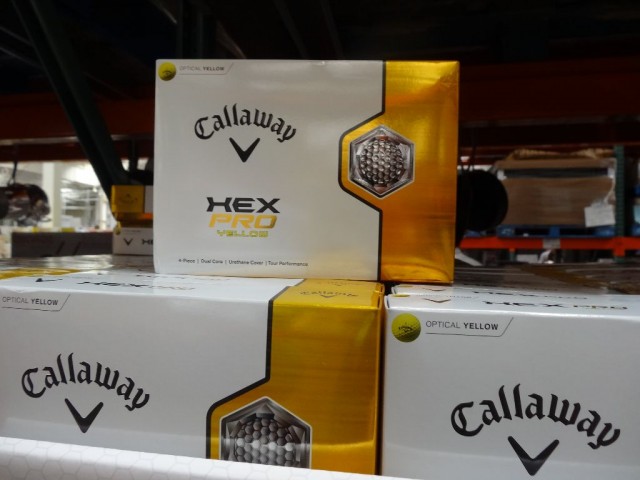 OPTICAL YELLOW
Callaway
HEX
PRO
YELLOW
4-Piece | Dual Core | Urethane Cover | Tour Performance
OPTICAL YELLOW
Callaway
Callaway
OPTICAL YELLOW
Callaway